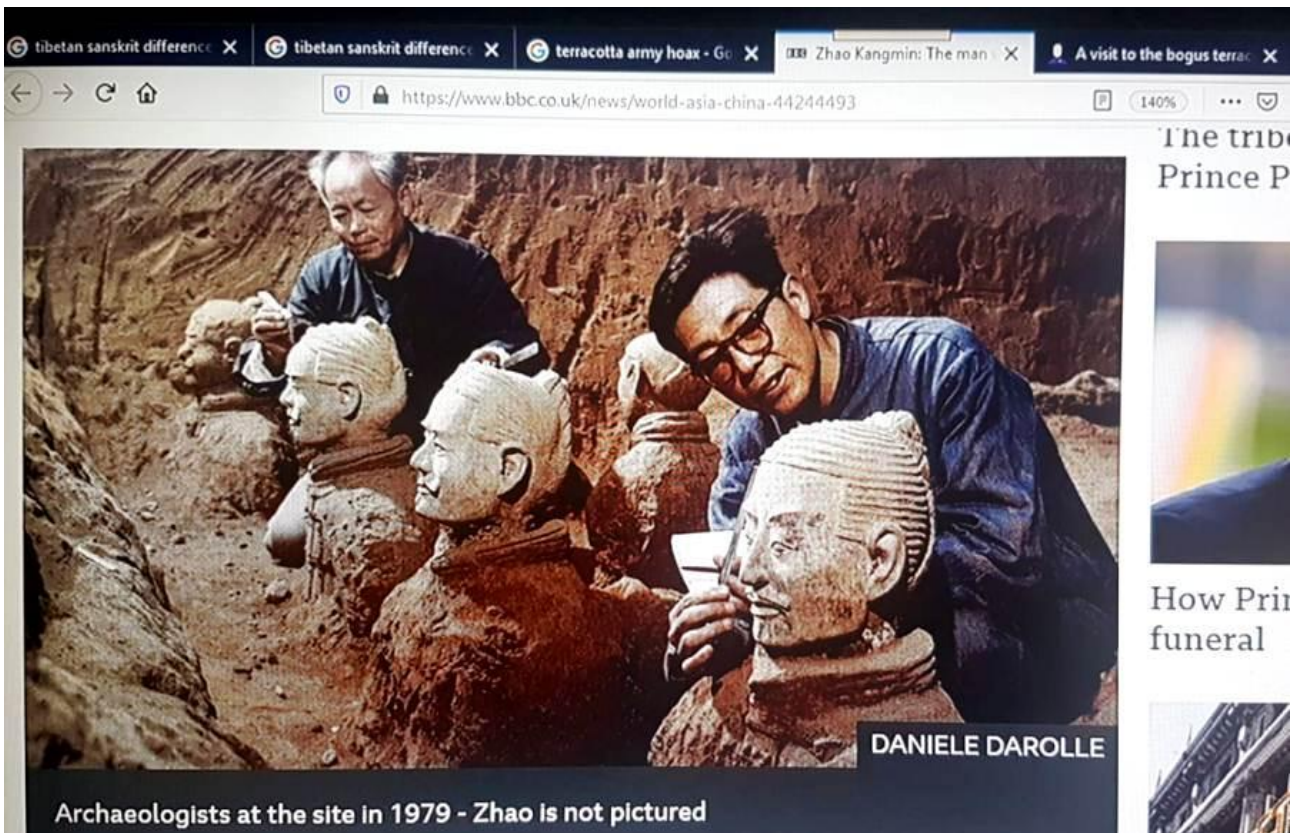 tibetan sanskrit difference
tibetan sanskrit difference
terracotta army hoax - Go
BBC Zhao Kangmin: The man
A visit to the bogus terrac
https://www.bbc.co.uk/news/world-asia-china-44244493
140%
The tribe
Prince P
DANIELE DAROLLE
Archaeologists at the site in 1979 - Zhao is not pictured
How Prin
funeral